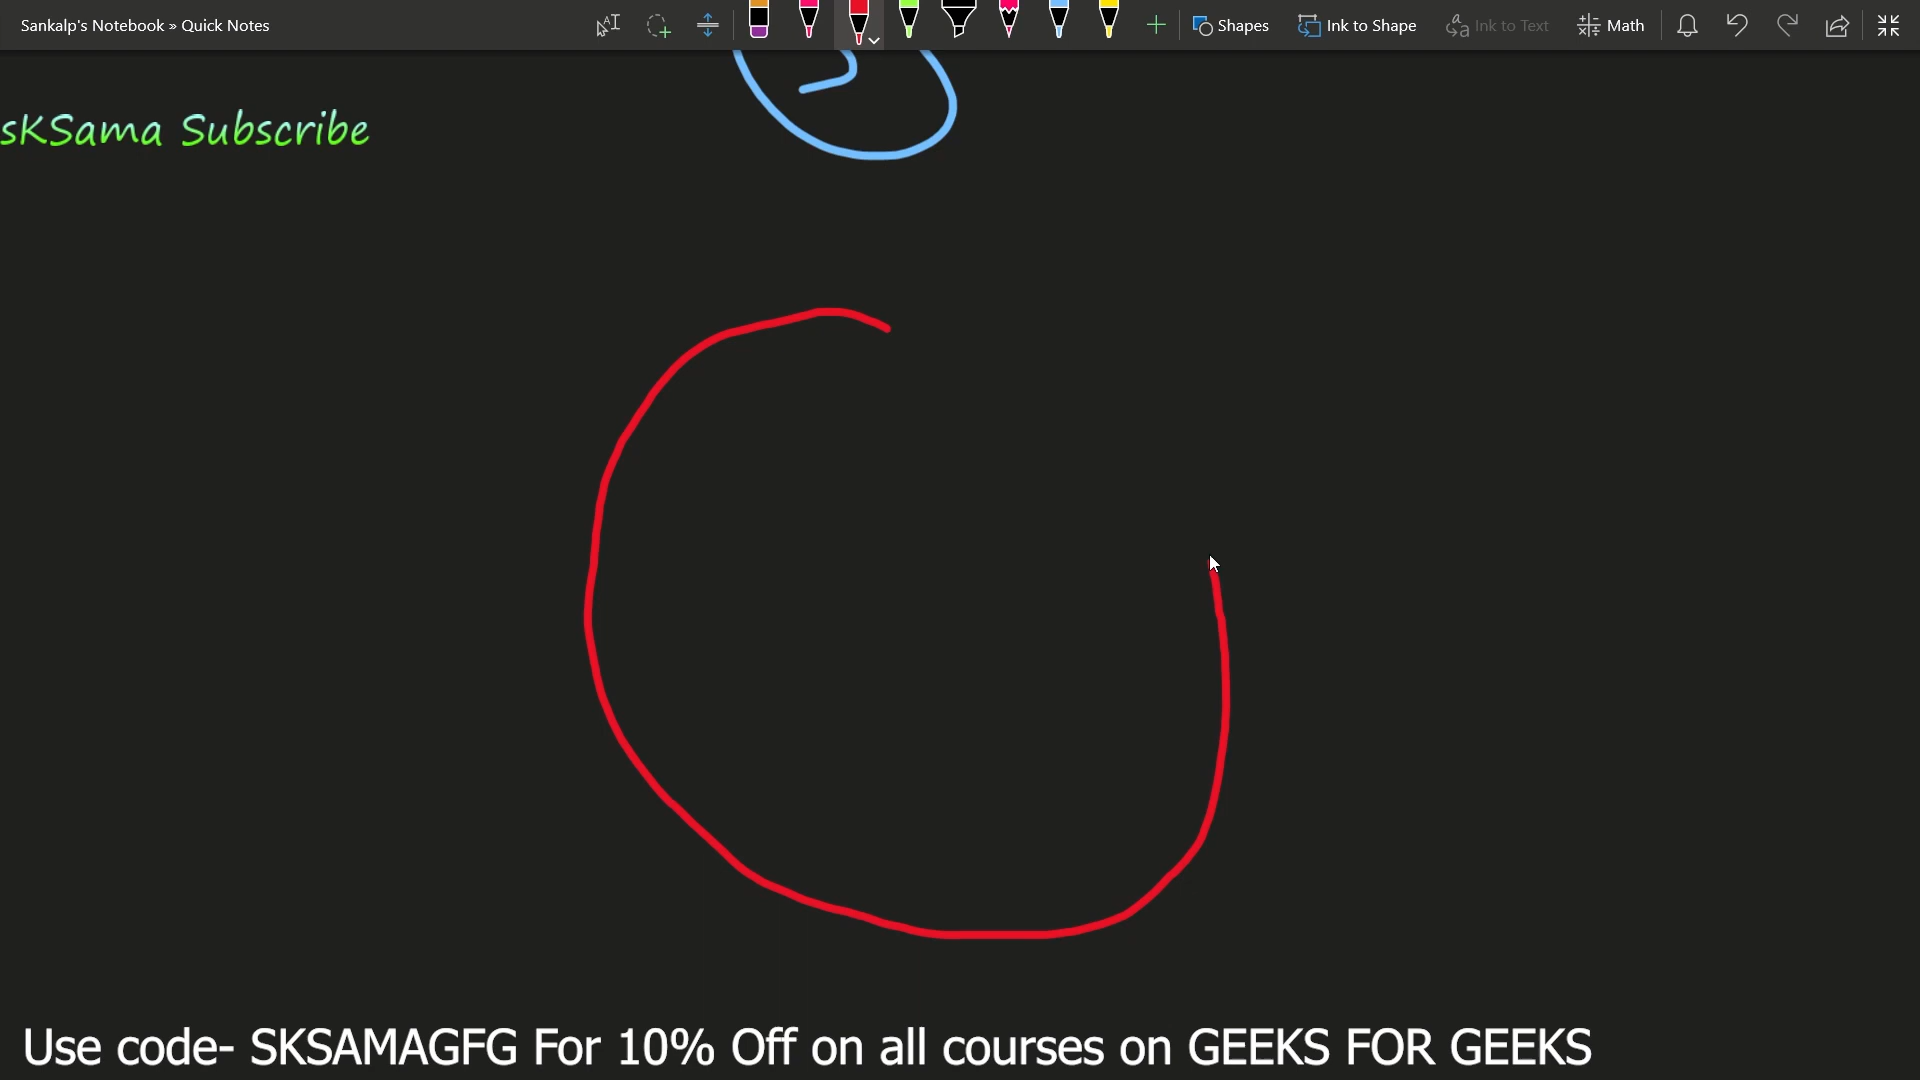 Sankalp's Notebook » Quick Notes
Shapes
Ink to Shape
Ink to Text
Math
sKSama Subscribe
Use code- SKSAMAGFG For 10% Off on all courses on GEEKS FOR GEEKS